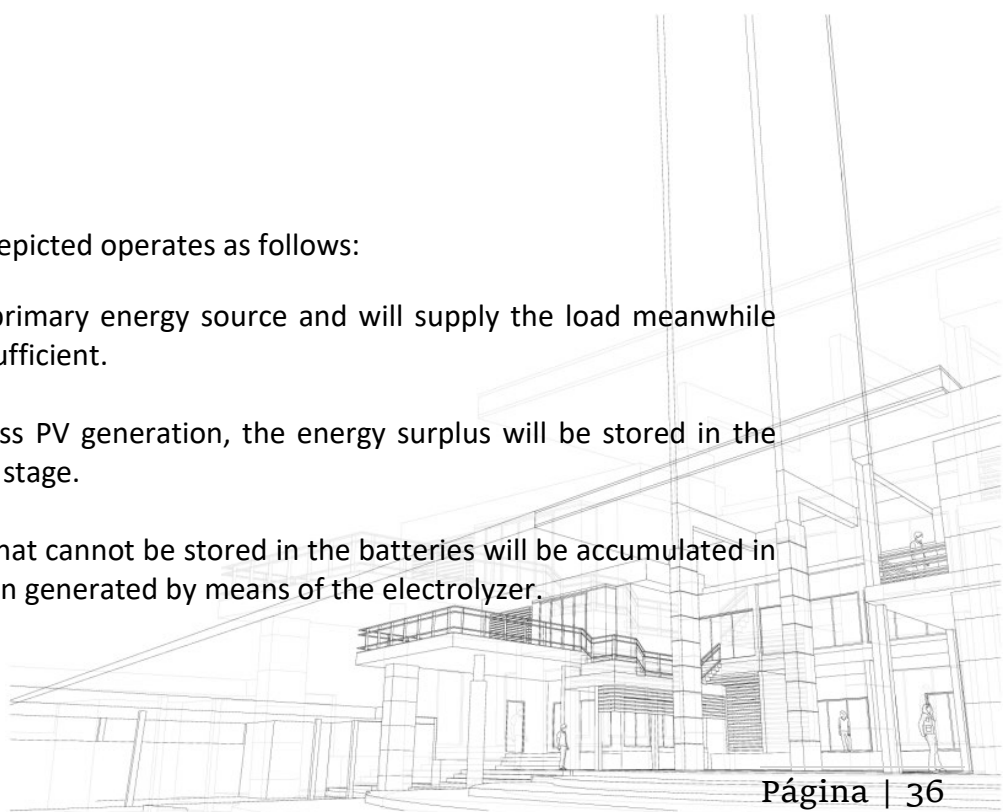 epicted operates as follows:
primary energy source and will supply the load meanwhile
ufficient.
ss PV generation, the energy surplus will be stored in the
stage.
hat cannot be stored in the batteries will be accumulated in
n generated by means of the electrolyzer.
Página | 36